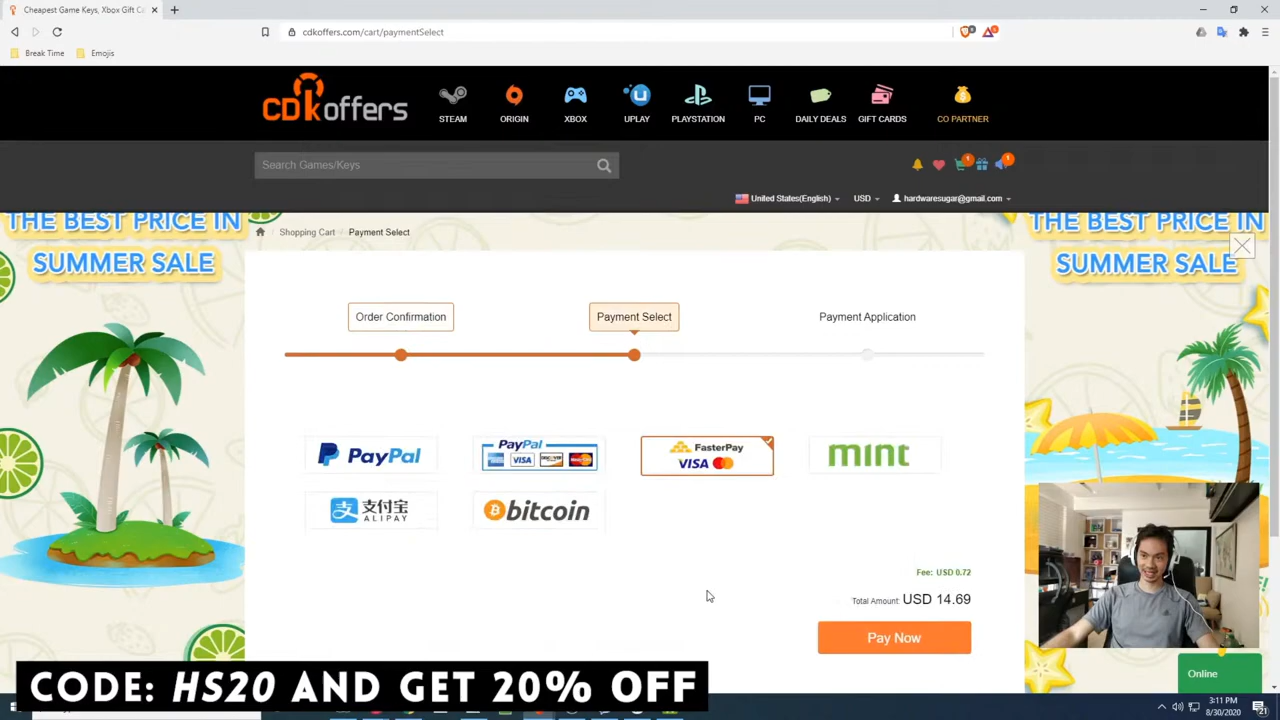 Cheapest Game Keys, Xbox Gift C
cdkoffers.com/cart/paymentSelect
Break Time
Emojis
cdkoffers
STEAM
ORIGIN
XBOX
UPLAY
PLAYSTATION
PC
DAILY DEALS
GIFT CARDS
CO PARTNER
Search Games/Keys
1
1
United States(English)
USD
hardwaresugar@gmail.com
THE BEST PRICE IN
SUMMER SALE
THE BEST PRICE IN
SUMMER SALE
Shopping Cart / Payment Select
Order Confirmation
Payment Select
Payment Application
PayPal
PayPal
VISA
FasterPay
VISA
mint
支付宝
ALIPAY
bitcoin
Fee: USD 0.72
Total Amount: USD 14.69
Pay Now
Online
CODE: HS20 AND GET 20% OFF
3:11 PM
8/30/2020
21